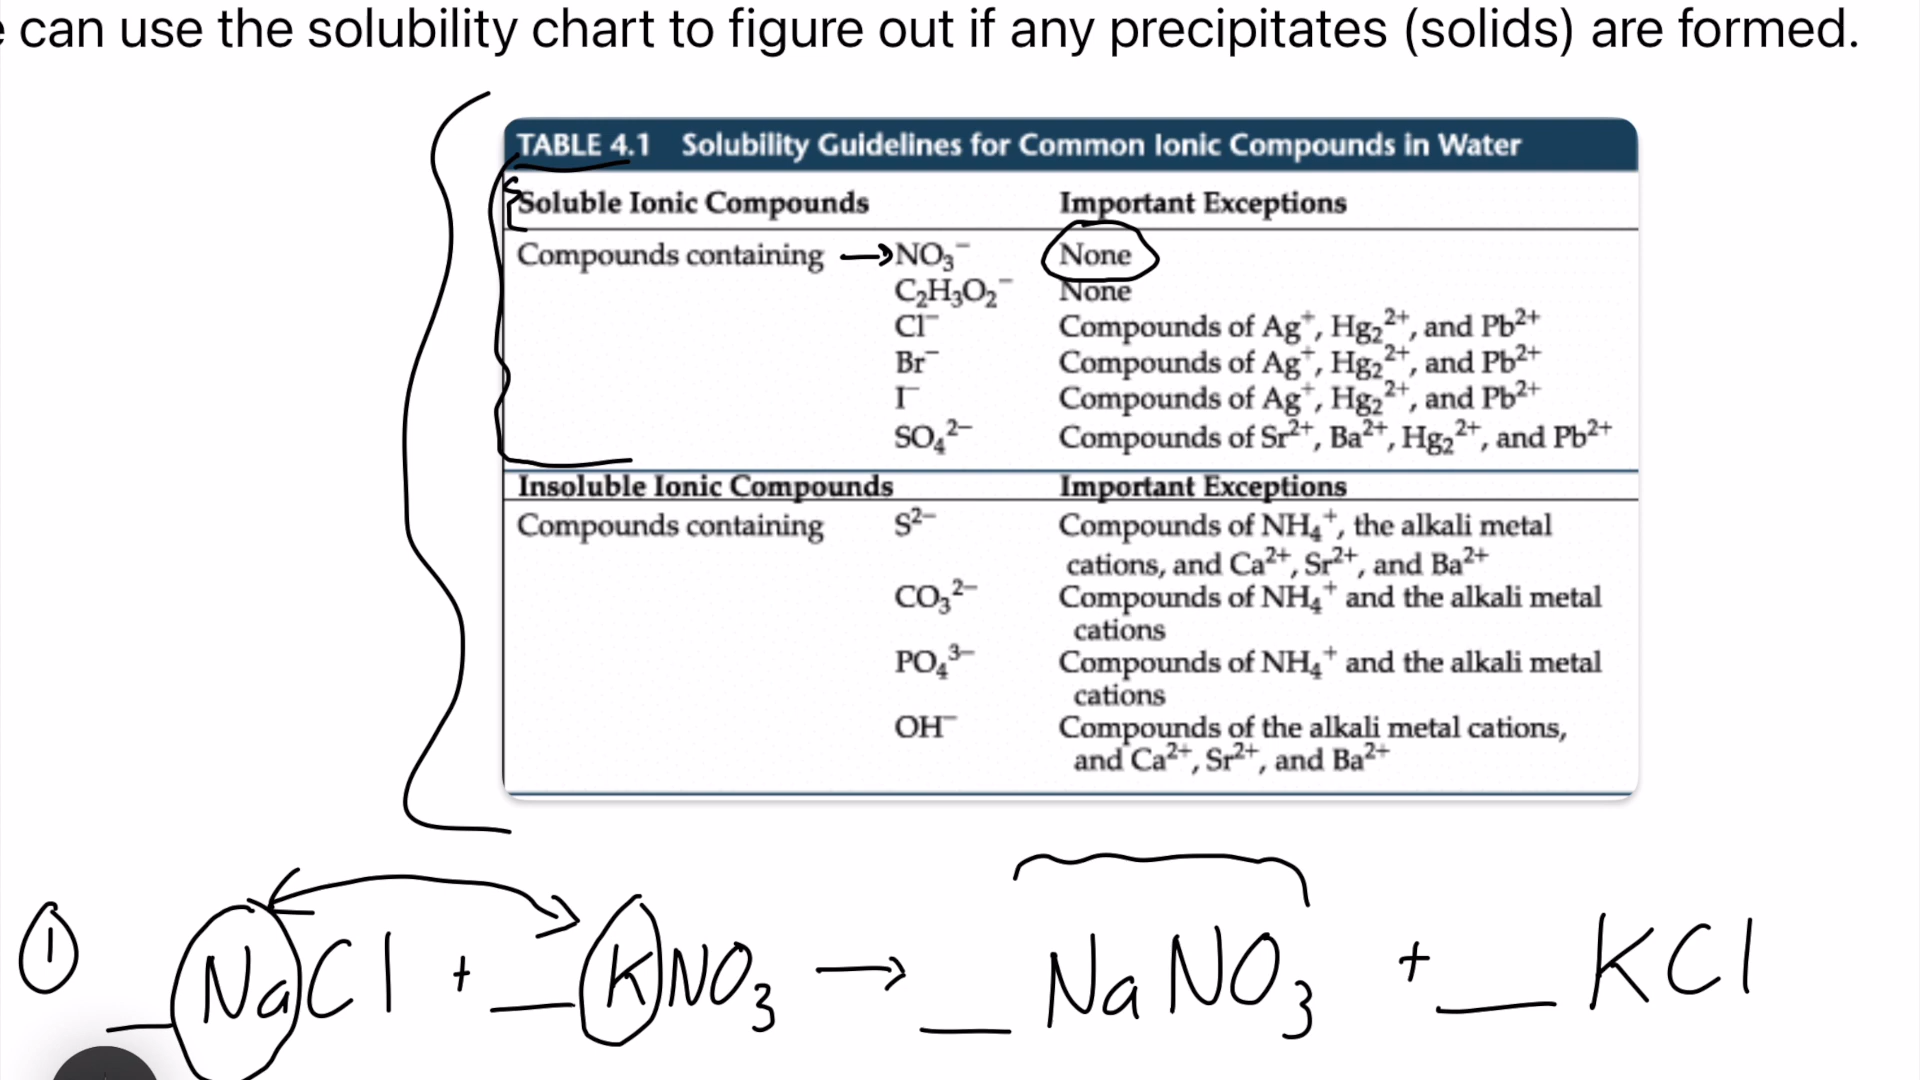 can use the solubility chart to figure out if any precipitates (solids) are formed.
TABLE 4.1 Solubility Guidelines for Common Ionic Compounds in Water
Soluble Ionic Compounds Important Exceptions
Compounds containing → NO₃⁻ None
C₂H₃O₂⁻ None
Cl⁻ Compounds of Ag⁺, Hg₂²⁺, and Pb²⁺
Br⁻ Compounds of Ag⁺, Hg₂²⁺, and Pb²⁺
I⁻ Compounds of Ag⁺, Hg₂²⁺, and Pb²⁺
SO₄²⁻ Compounds of Sr²⁺, Ba²⁺, Hg₂²⁺, and Pb²⁺
Insoluble Ionic Compounds Important Exceptions
Compounds containing S²⁻ Compounds of NH₄⁺, the alkali metal
cations, and Ca²⁺, Sr²⁺, and Ba²⁺
CO₃²⁻ Compounds of NH₄⁺ and the alkali metal
cations
PO₄³⁻ Compounds of NH₄⁺ and the alkali metal
cations
OH⁻ Compounds of the alkali metal cations,
and Ca²⁺, Sr²⁺, and Ba²⁺
① __NaCl + __KNO₃ → __NaNO₃ + __KCl